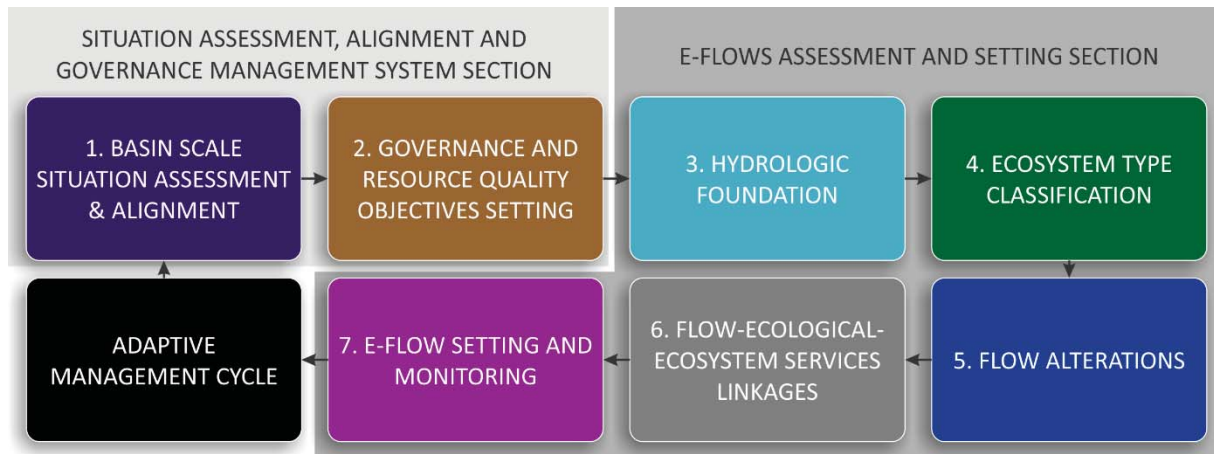 SITUATION ASSESSMENT, ALIGNMENT AND
GOVERNANCE MANAGEMENT SYSTEM SECTION
E-FLOWS ASSESSMENT AND SETTING SECTION
1. BASIN SCALE
SITUATION ASSESSMENT
& ALIGNMENT
2. GOVERNANCE AND
RESOURCE QUALITY
OBJECTIVES SETTING
3. HYDROLOGIC
FOUNDATION
4. ECOSYSTEM TYPE
CLASSIFICATION
5. FLOW ALTERATIONS
6. FLOW-ECOLOGICAL-
ECOSYSTEM SERVICES
LINKAGES
7. E-FLOW SETTING AND
MONITORING
ADAPTIVE
MANAGEMENT CYCLE